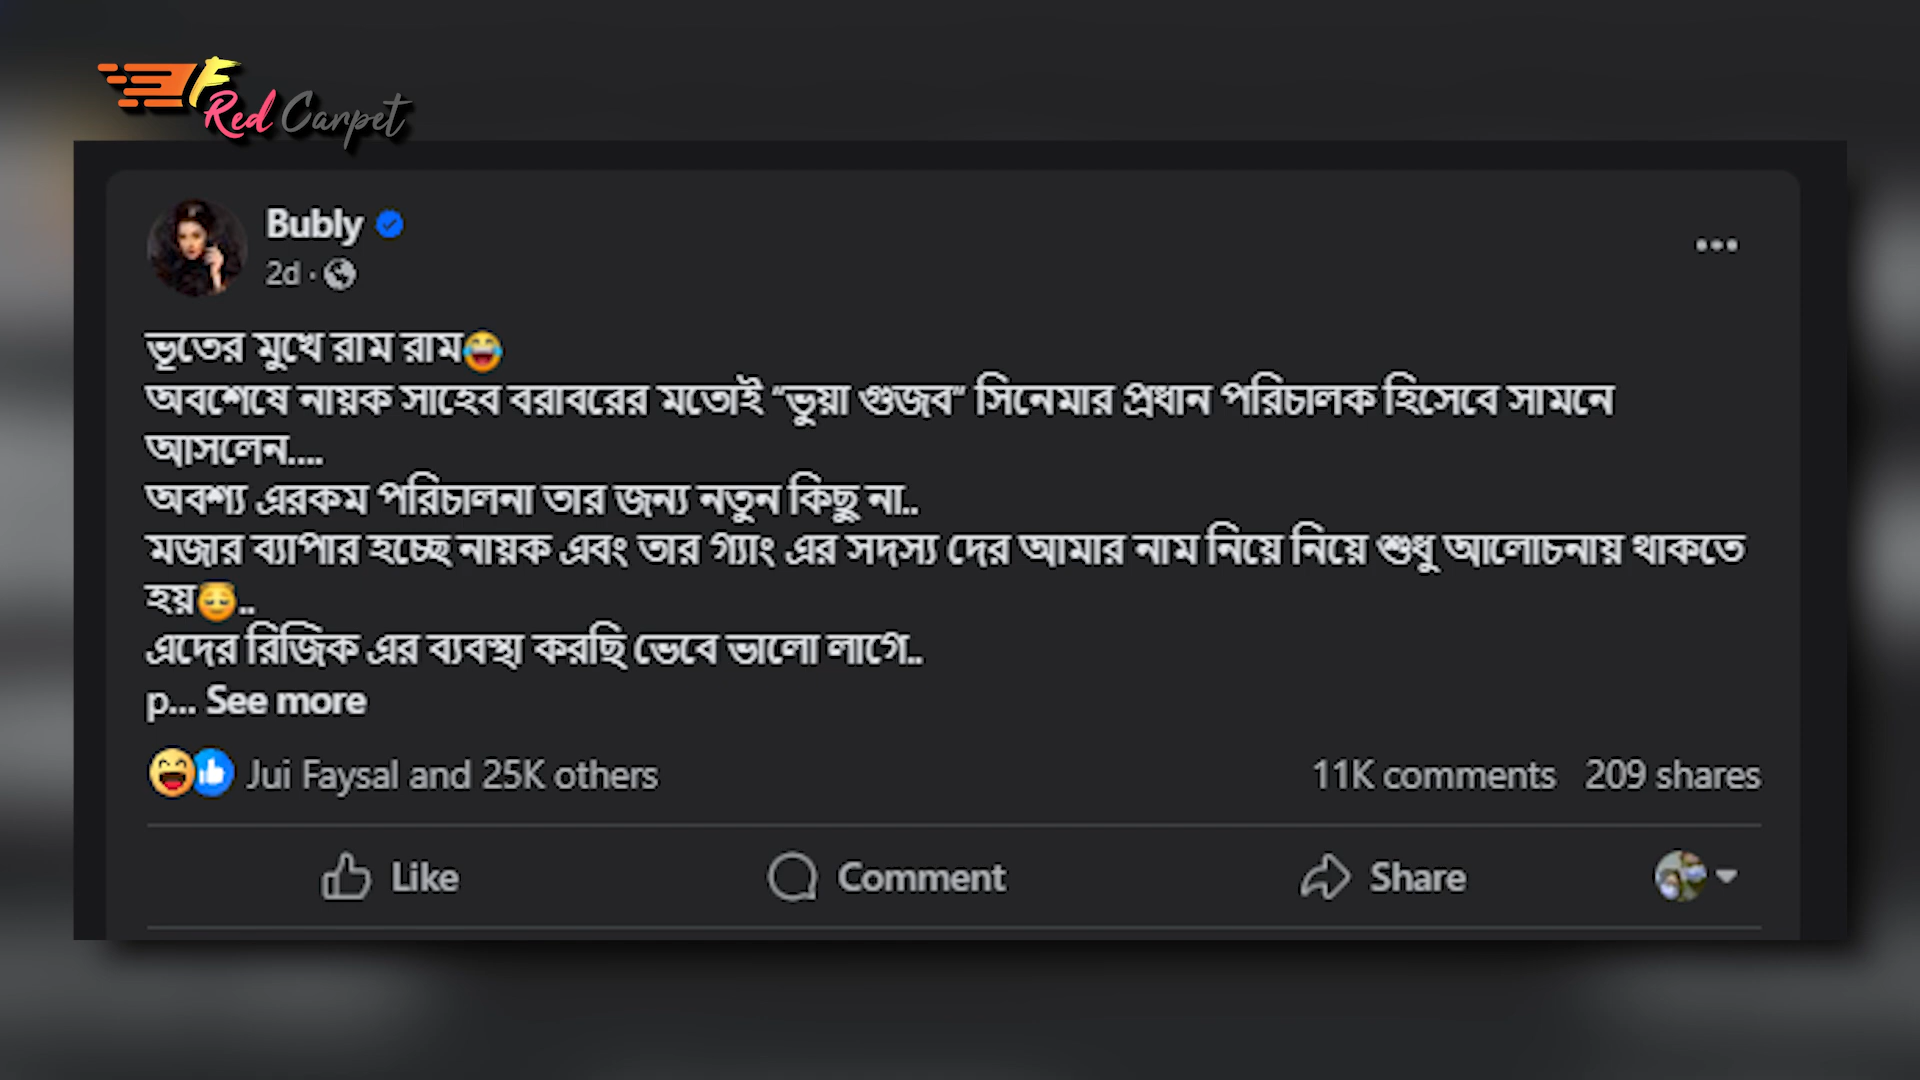 F
Red Carpet
Bubly
2d ·
ভূতের মুখে রাম রাম😂
অবশেষে নায়ক সাহেব বরাবরের মতোই “ভুয়া গুজব” সিনেমার প্রধান পরিচালক হিসেবে সামনে
আসলেন....
অবশ্য এরকম পরিচালনা তার জন্য নতুন কিছু না..
মজার ব্যাপার হচ্ছে নায়ক এবং তার গ্যাং এর সদস্য দের আমার নাম নিয়ে নিয়ে শুধু আলোচনায় থাকতে
হয়😇..
এদের রিজিক এর ব্যবস্থা করছি ভেবে ভালো লাগে..
p... See more
Jui Faysal and 25K others 11K comments 209 shares
Like Comment Share